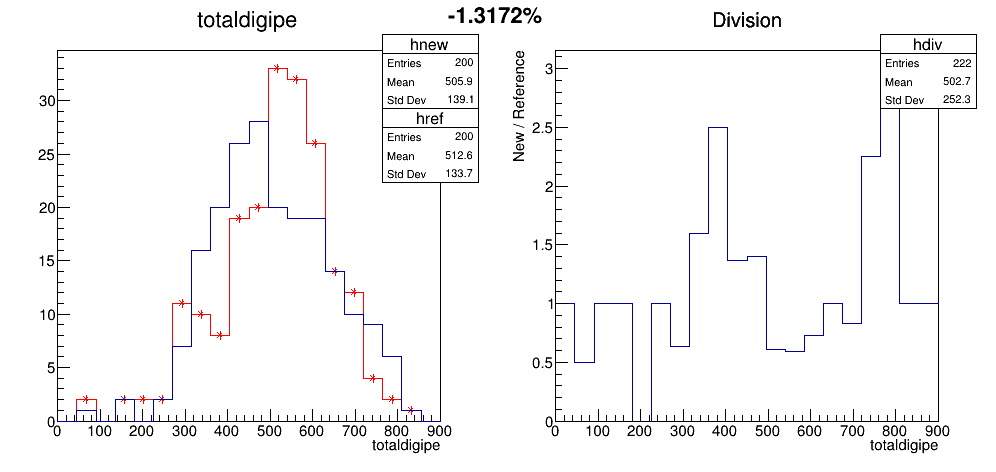 -1.3172%
totaldigipe
hnew
Entries 200
Mean 505.9
Std Dev 139.1
href
Entries 200
Mean 512.6
Std Dev 133.7
30
25
20
15
10
5
0
0 100 200 300 400 500 600 700 800 900
totaldigipe
Division
hdiv
Entries 222
Mean 502.7
Std Dev 252.3
New / Reference
3
2.5
2
1.5
1
0.5
0
0 100 200 300 400 500 600 700 800 900
totaldigipe